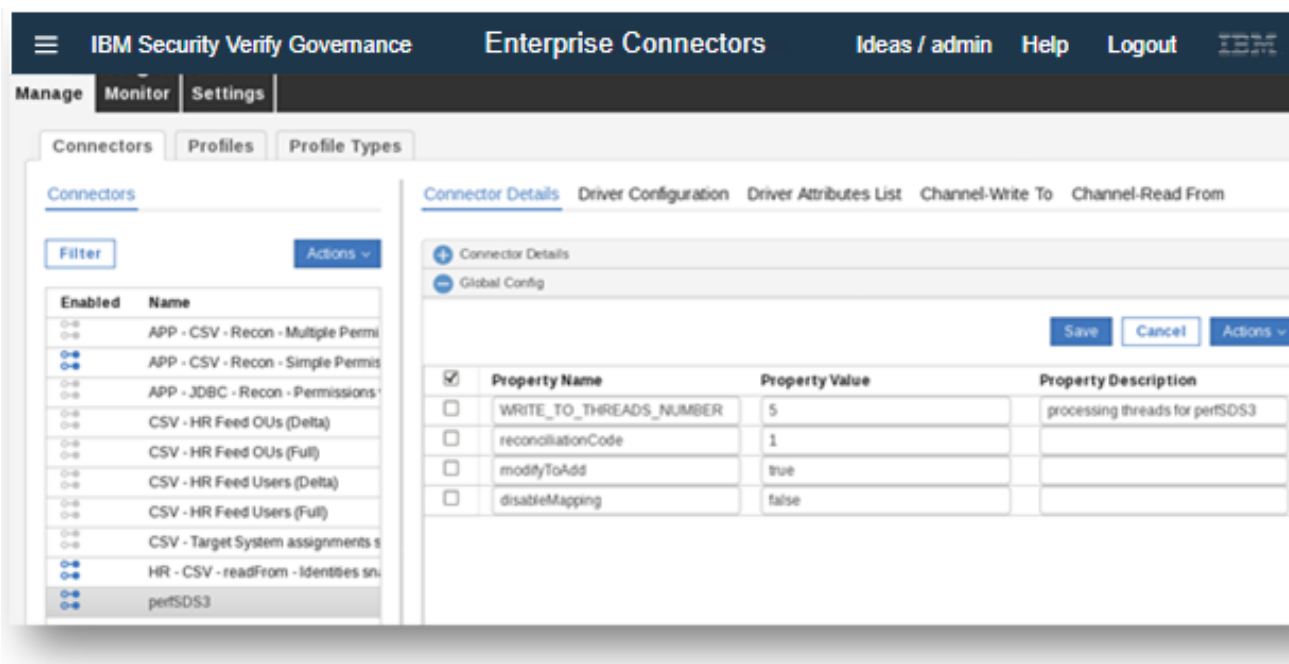 IBM Security Verify Governance Enterprise Connectors Ideas / admin Help Logout IBM
Manage Monitor Settings
Connectors Profiles Profile Types
Connectors
Connector Details Driver Configuration Driver Attributes List Channel-Write To Channel-Read From
Filter Actions
Connector Details
Global Config
Enabled Name
Save Cancel Actions
APP - CSV - Recon - Multiple Permi
APP - CSV - Recon - Simple Permis
APP - JDBC - Recon - Permissions
CSV - HR Feed OUs (Delta)
CSV - HR Feed OUs (Full)
CSV - HR Feed Users (Delta)
CSV - HR Feed Users (Full)
CSV - Target System assignments s
HR - CSV - readFrom - Identities sn
perfSDS3
Property Name Property Value Property Description
WRITE_TO_THREADS_NUMBER 5 processing threads for perfSDS3
reconciliationCode 1
modifyToAdd true
disableMapping false